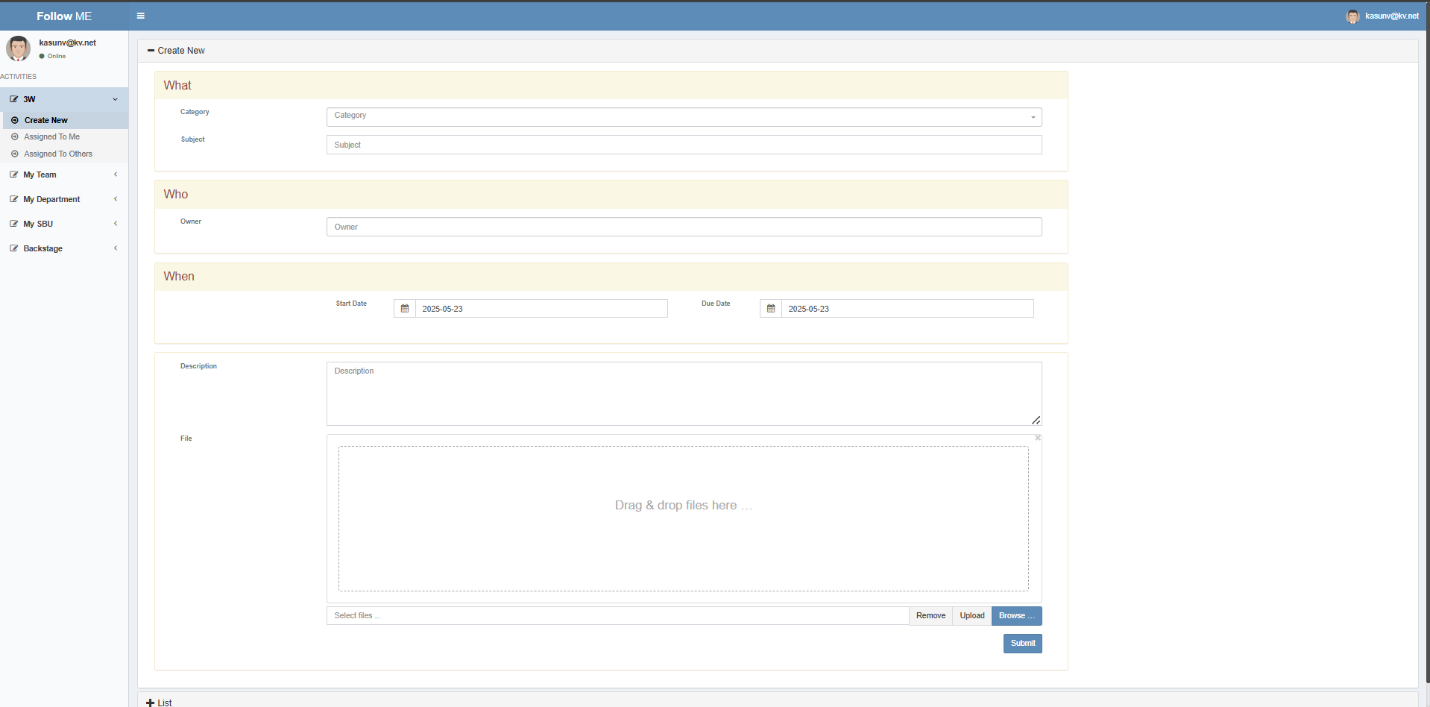 Follow ME
kasunv@kv.net
kasunv@kv.net
Online
ACTIVITIES
3W
Create New
Assigned To Me
Assigned To Others
My Team
My Department
My SBU
Backstage
Create New
What
Category
Category
Subject
Subject
Who
Owner
Owner
When
Start Date
2025-05-23
Due Date
2025-05-23
Description
Description
File
Drag & drop files here …
Select files ...
Remove
Upload
Browse …
Submit
List